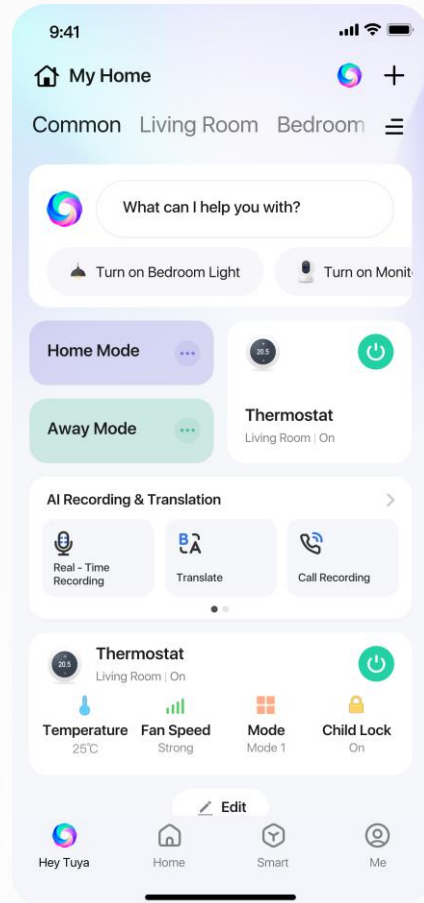 9:41
My Home
Common Living Room Bedroom
What can I help you with?
Turn on Bedroom Light Turn on Monit
Home Mode
20.5
Away Mode
Thermostat
Living Room | On
AI Recording & Translation
Real - Time
Recording
Translate
Call Recording
20.5
Thermostat
Living Room | On
Temperature Fan Speed Mode Child Lock
25°C Strong Mode 1 On
Edit
Hey Tuya Home Smart Me